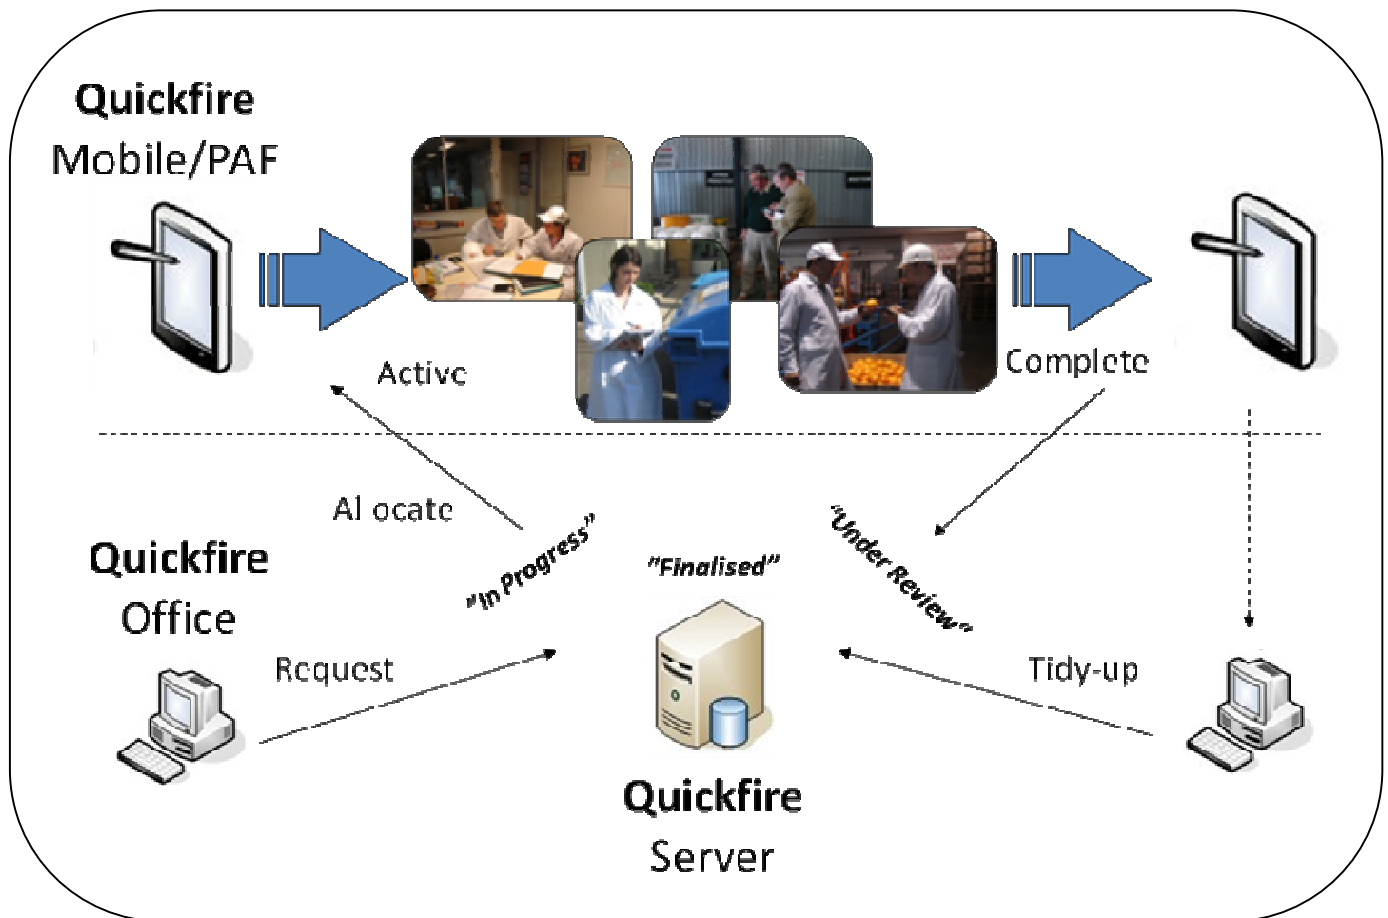 Quickfire
Mobile/PAF
Active
Complete
Al ocate
"In Progress"
"Finalised"
"Under Review"
Quickfire
Office
Request
Tidy-up
Quickfire
Server